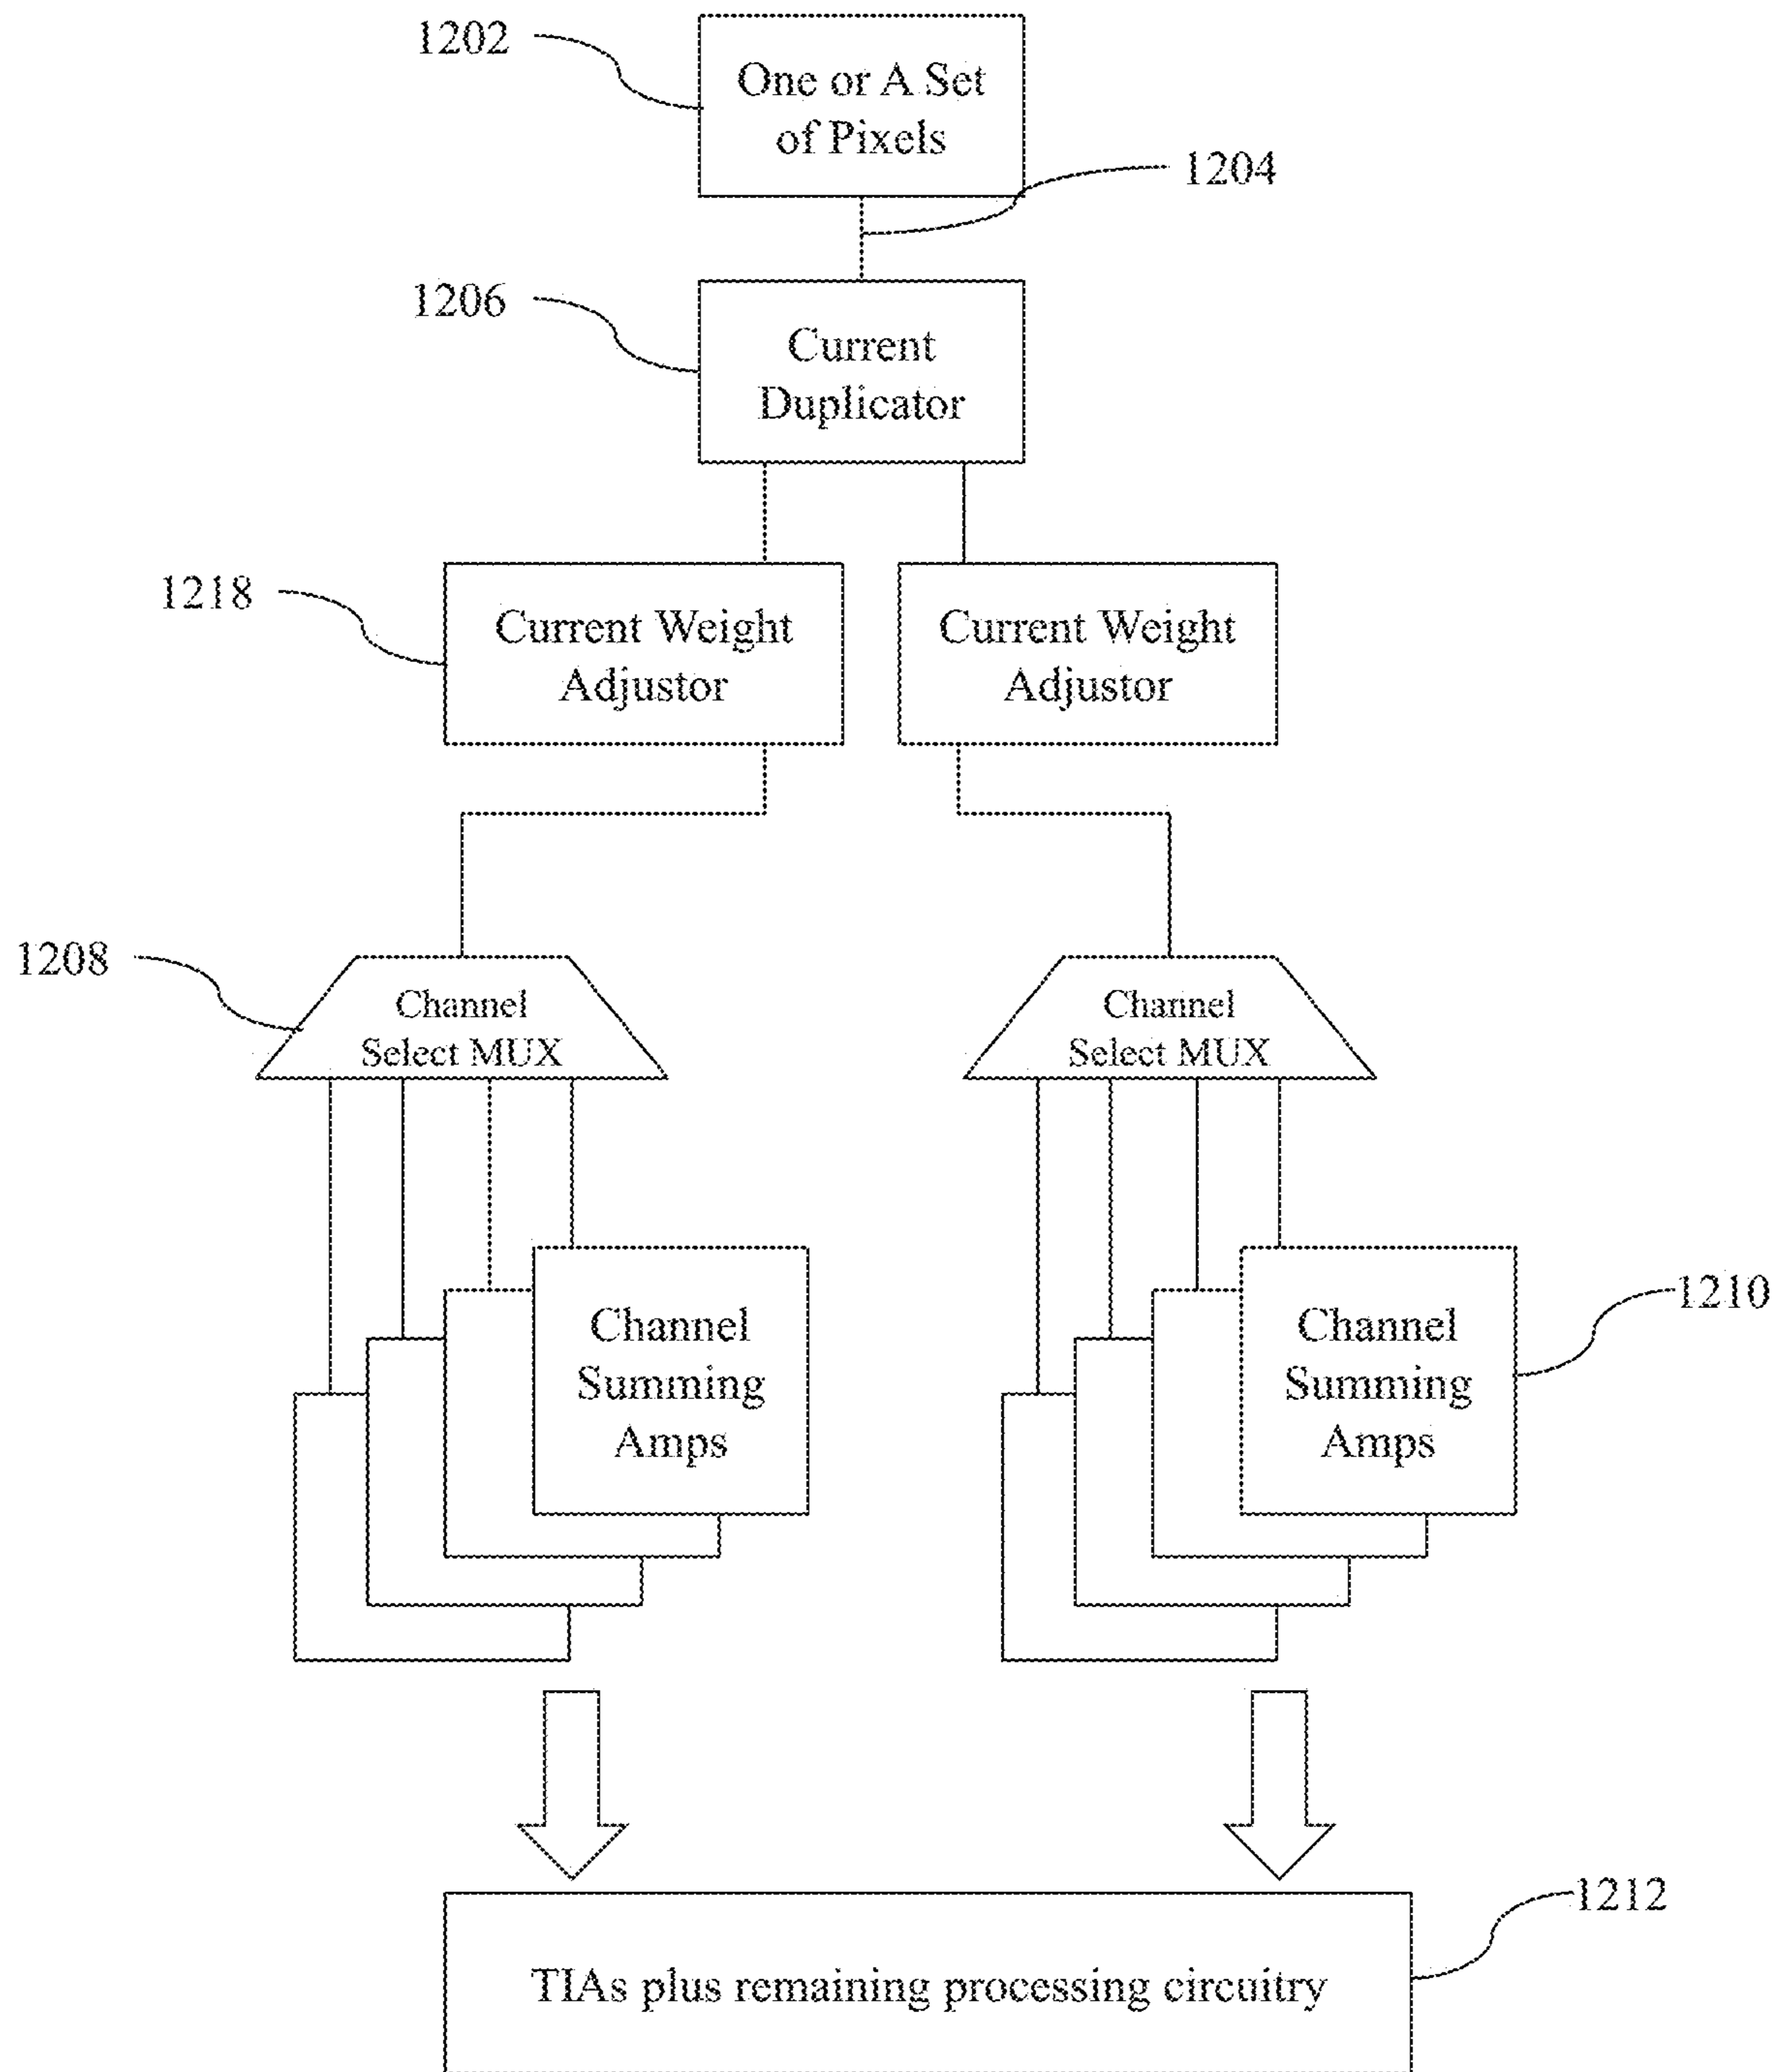 1202
One or A Set
of Pixels
1204
1206
Current
Duplicator
1218
Current Weight
Adjustor
Current Weight
Adjustor
1208
Channel
Select MUX
Channel
Select MUX
Channel
Summing
Amps
Channel
Summing
Amps
1210
1212
TIAs plus remaining processing circuitry